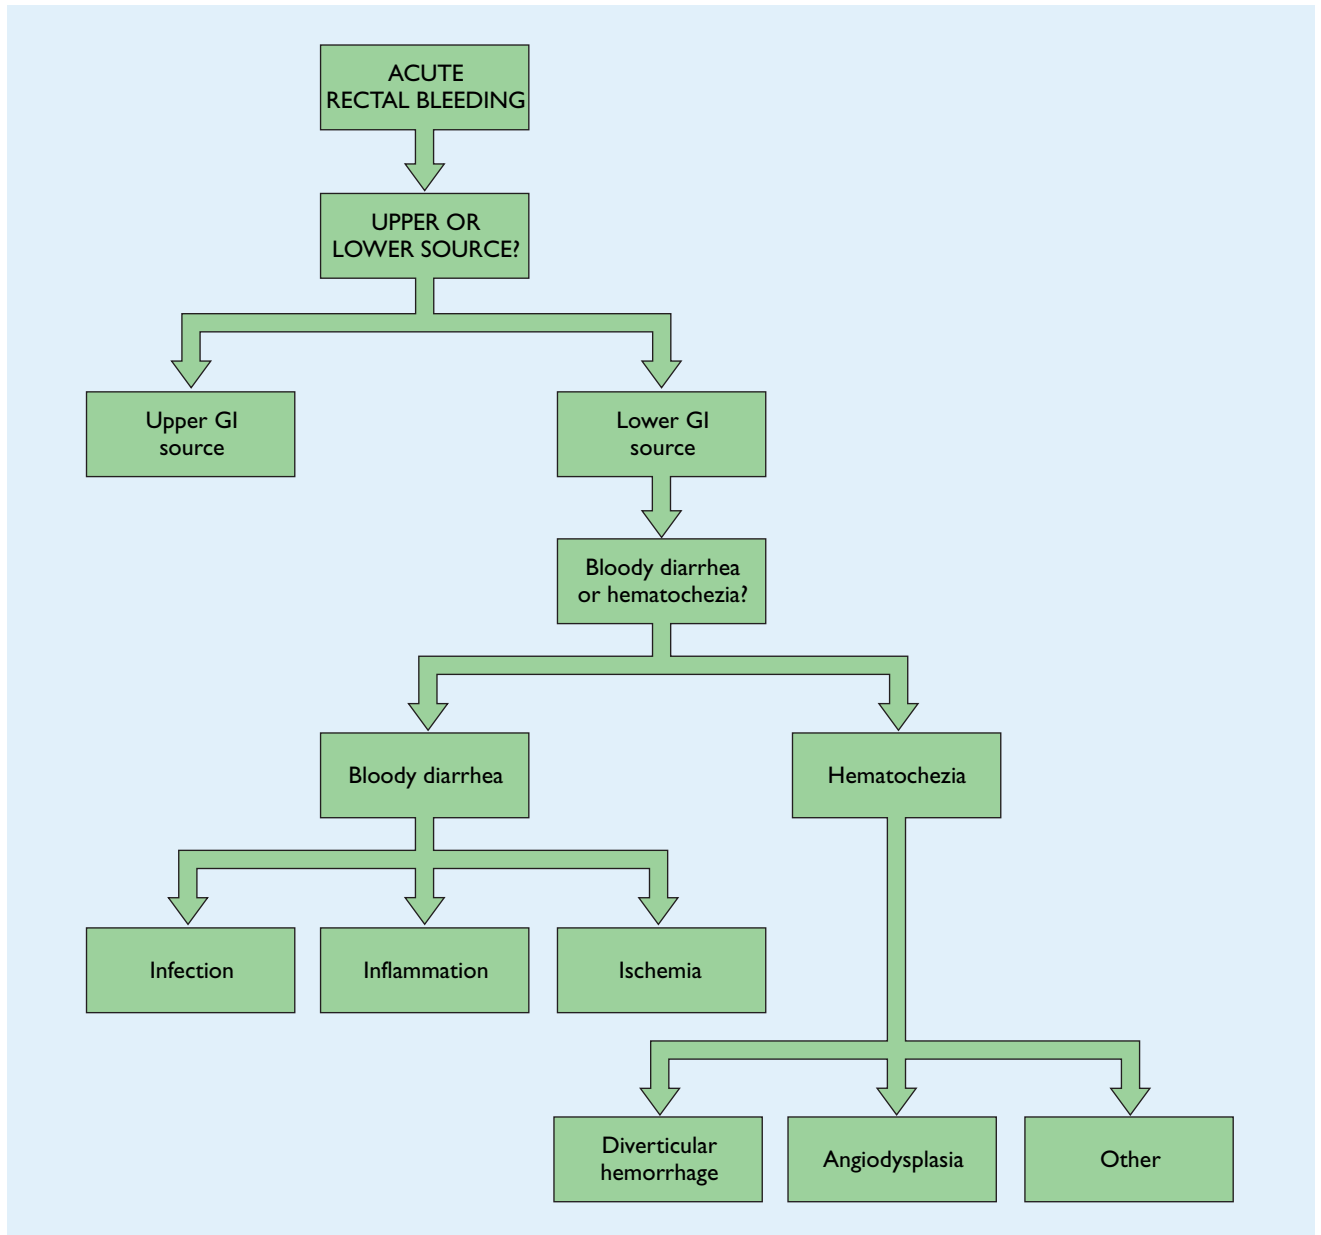 ACUTE
RECTAL BLEEDING
UPPER OR
LOWER SOURCE?
Upper GI
source
Lower GI
source
Bloody diarrhea
or hematochezia?
Bloody diarrhea
Hematochezia
Infection
Inflammation
Ischemia
Diverticular
hemorrhage
Angiodysplasia
Other